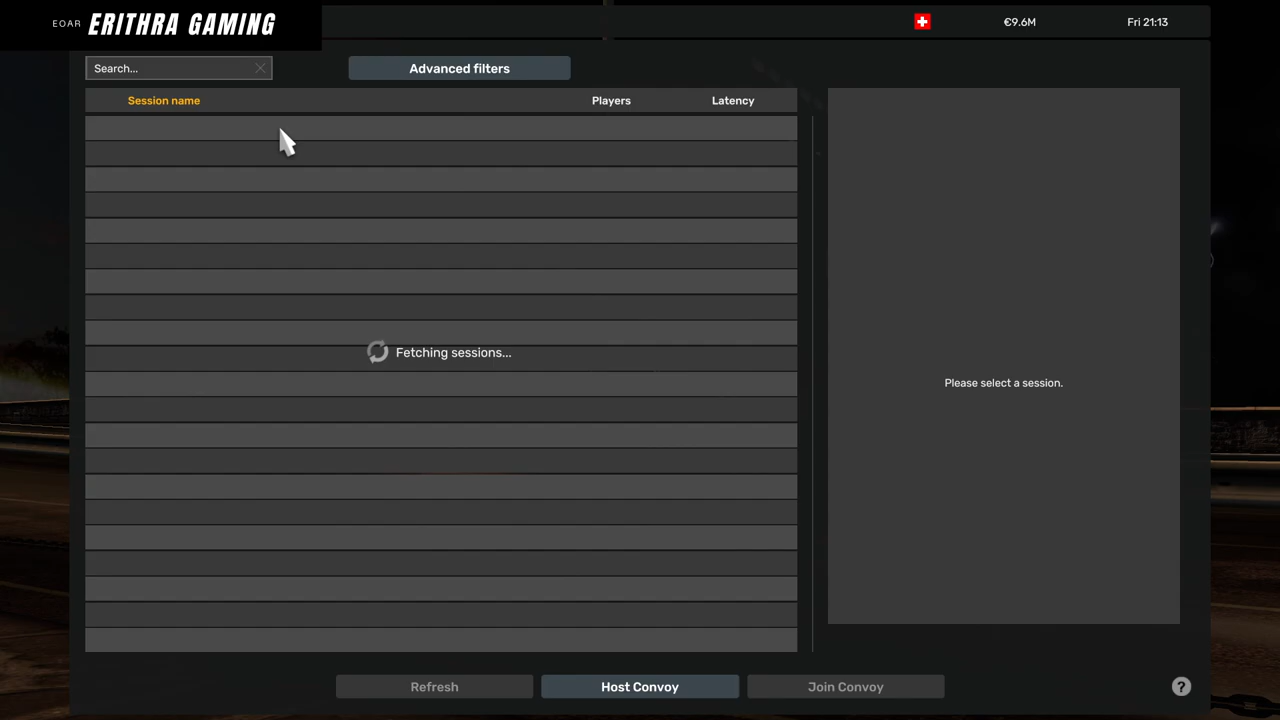 EOAR ERITHRA GAMING
€9.6M
Fri 21:13
Search...
Advanced filters
Session name Players Latency
Fetching sessions...
Please select a session.
Refresh
Host Convoy
Join Convoy
?